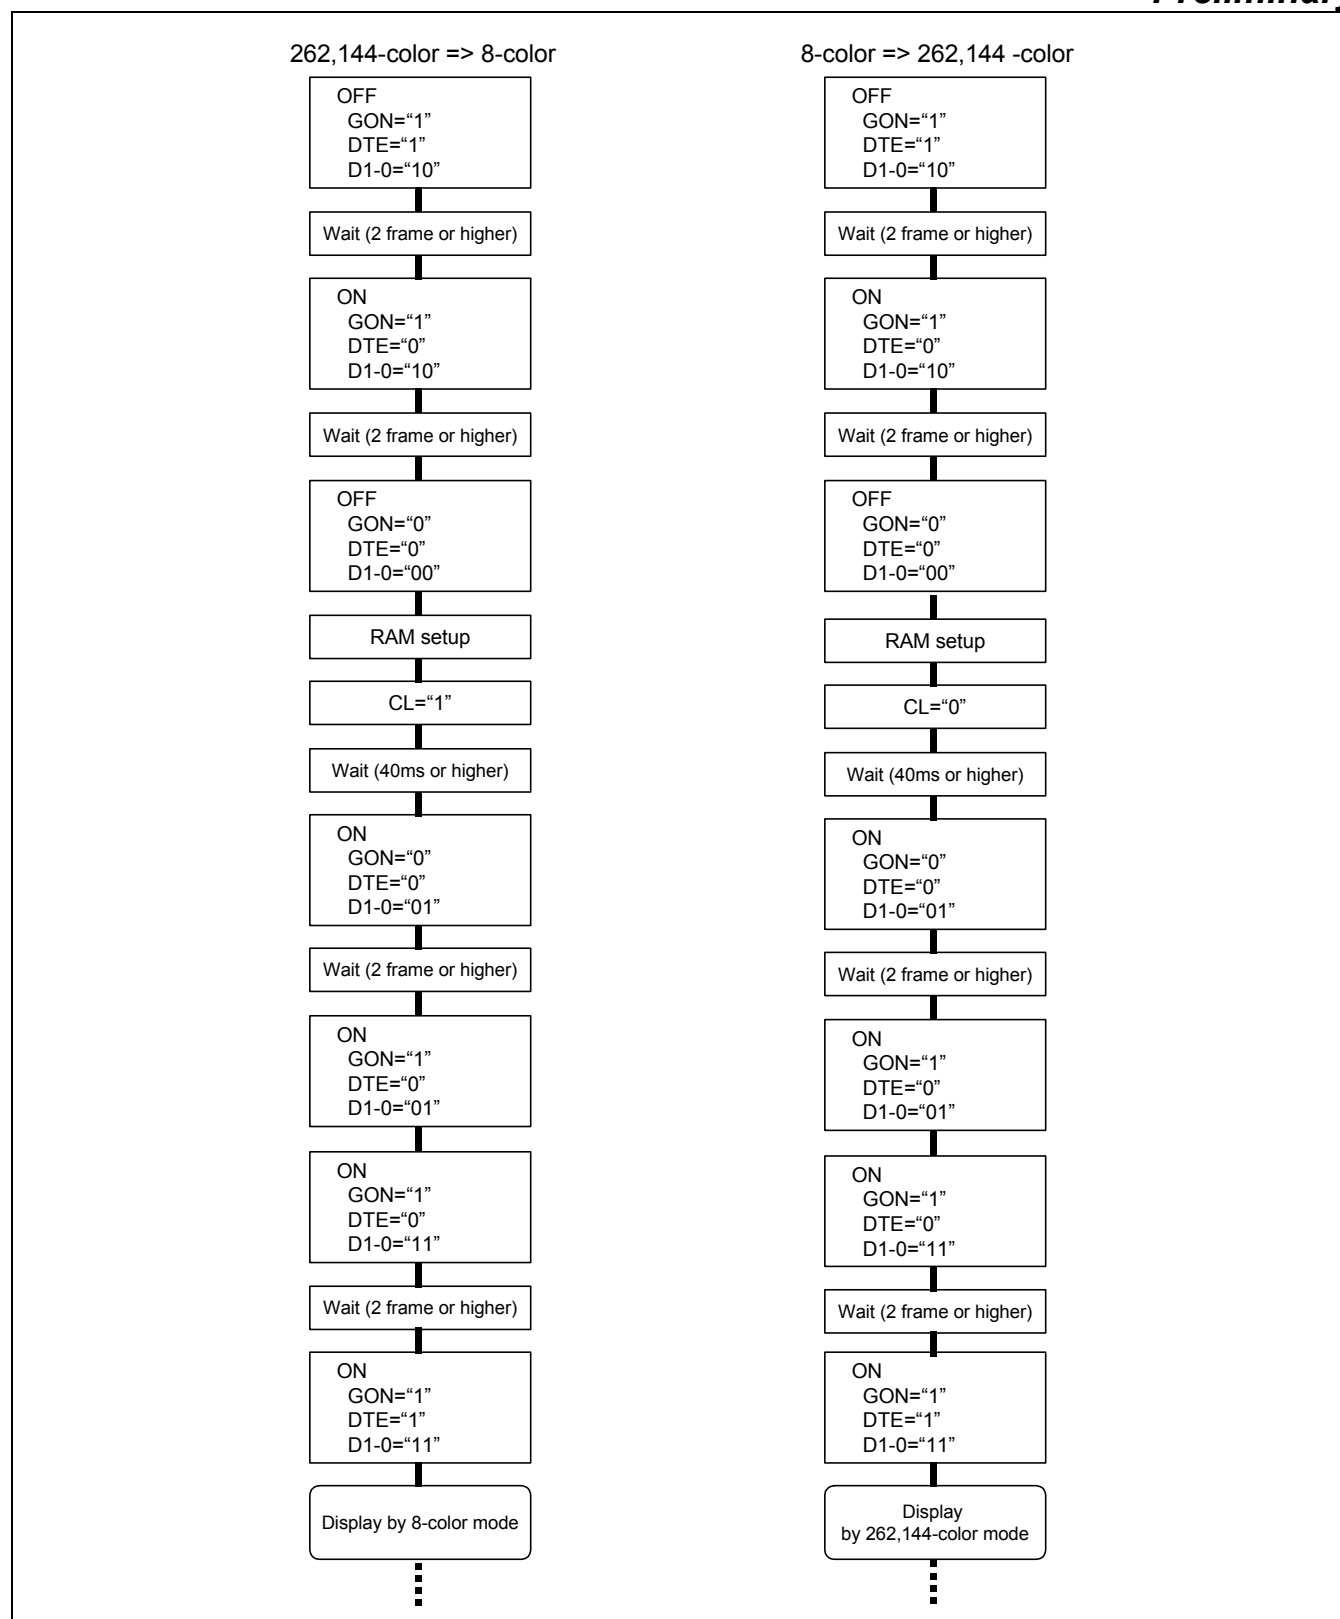 262,144-color => 8-color
OFF
GON=“1”
DTE=“1”
D1-0=“10”
Wait (2 frame or higher)
ON
GON=“1”
DTE=“0”
D1-0=“10”
Wait (2 frame or higher)
OFF
GON=“0”
DTE=“0”
D1-0=“00”
RAM setup
CL=“1”
Wait (40ms or higher)
ON
GON=“0”
DTE=“0”
D1-0=“01”
Wait (2 frame or higher)
ON
GON=“1”
DTE=“0”
D1-0=“01”
ON
GON=“1”
DTE=“0”
D1-0=“11”
Wait (2 frame or higher)
ON
GON=“1”
DTE=“1”
D1-0=“11”
Display by 8-color mode
8-color => 262,144 -color
OFF
GON=“1”
DTE=“1”
D1-0=“10”
Wait (2 frame or higher)
ON
GON=“1”
DTE=“0”
D1-0=“10”
Wait (2 frame or higher)
OFF
GON=“0”
DTE=“0”
D1-0=“00”
RAM setup
CL=“0”
Wait (40ms or higher)
ON
GON=“0”
DTE=“0”
D1-0=“01”
Wait (2 frame or higher)
ON
GON=“1”
DTE=“0”
D1-0=“01”
ON
GON=“1”
DTE=“0”
D1-0=“11”
Wait (2 frame or higher)
ON
GON=“1”
DTE=“1”
D1-0=“11”
Display
by 262,144-color mode